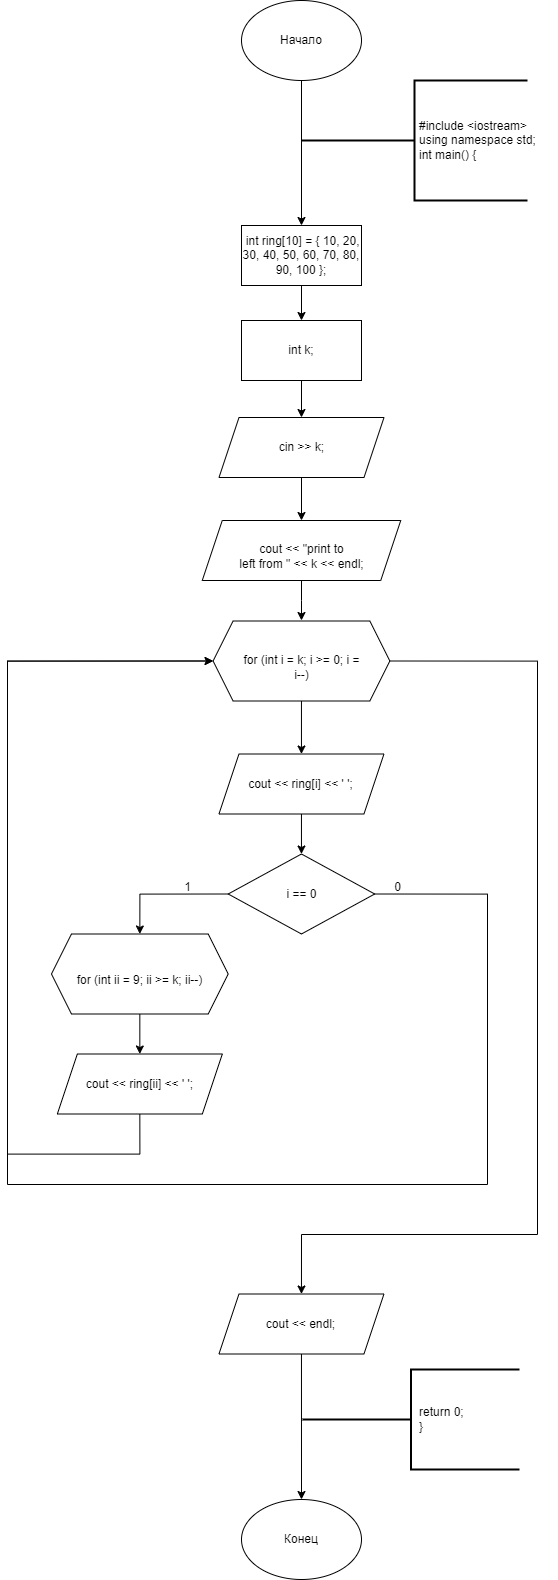 Начало
#include <iostream>
using namespace std;
int main() {
int ring[10] = { 10, 20,
30, 40, 50, 60, 70, 80,
90, 100 };
int k;
cin >> k;
cout << "print to
left from " << k << endl;
for (int i = k; i >= 0; i =
i--)
cout << ring[i] << ' ';
i == 0
1
0
for (int ii = 9; ii >= k; ii--)
cout << ring[ii] << ' ';
cout << endl;
return 0;
}
Конец